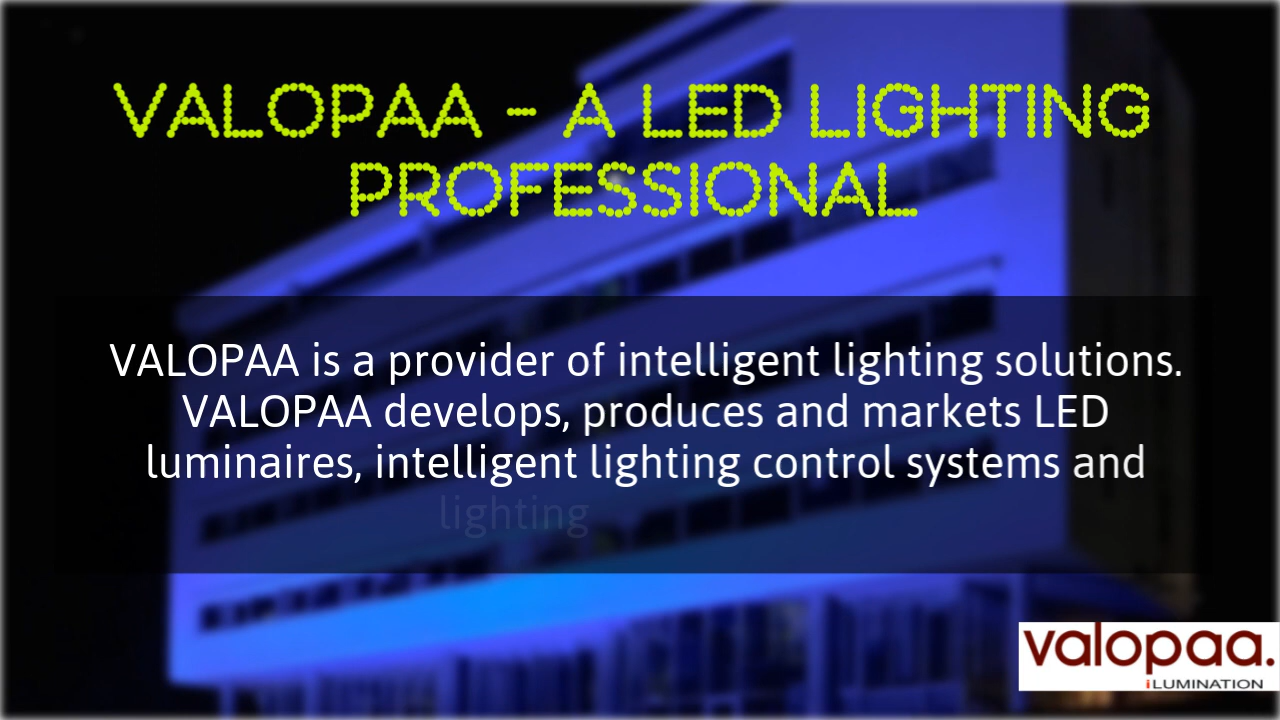 VALOPAA - A LED LIGHTING
PROFESSIONAL
VALOPAA is a provider of intelligent lighting solutions.
VALOPAA develops, produces and markets LED
luminaires, intelligent lighting control systems and
lighting
valopaa.
iLUMINATION